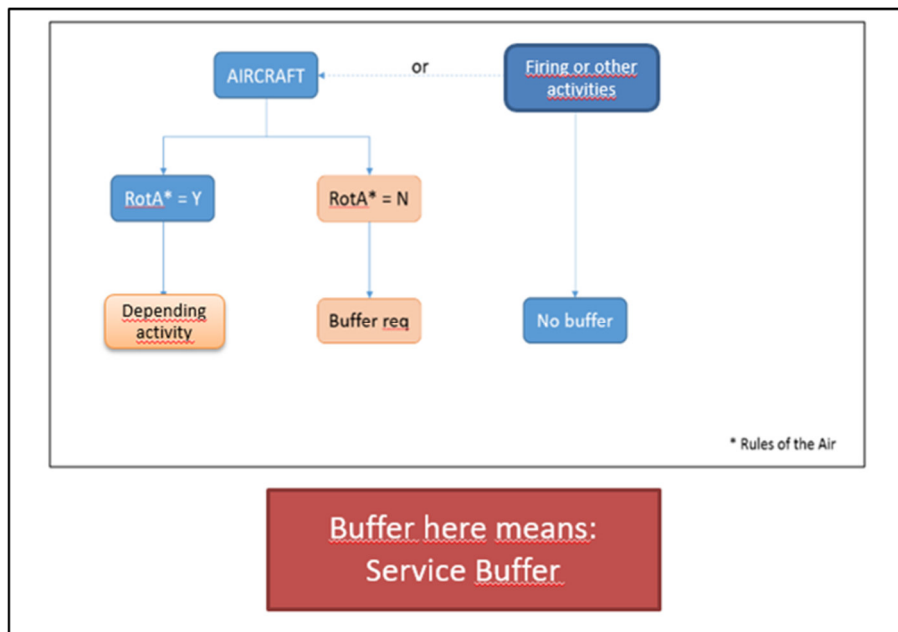 AIRCRAFT
or
Firing or other
activities
RotA* = Y
RotA* = N
Depending
activity
Buffer req
No buffer
* Rules of the Air
Buffer here means:
Service Buffer